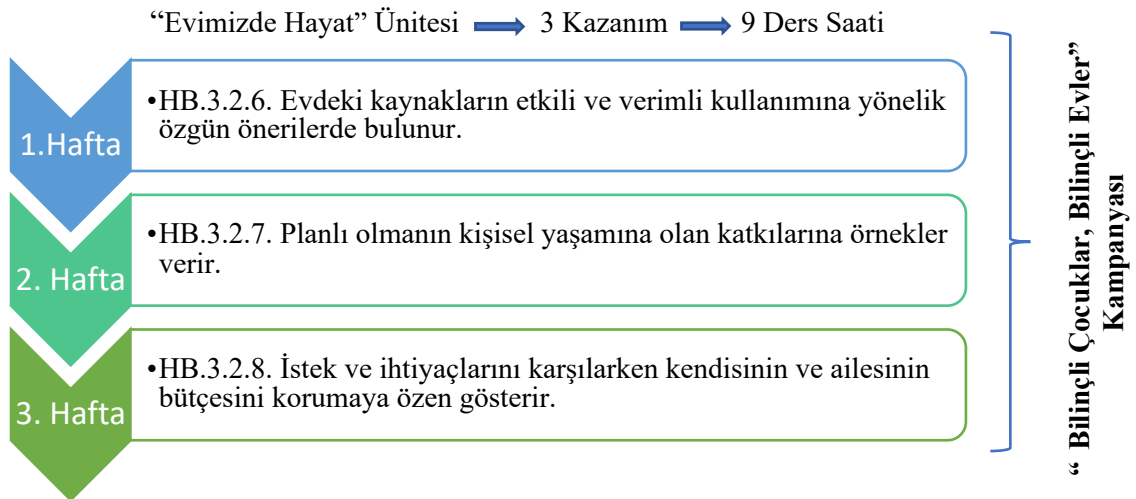 “Evimizde Hayat” Ünitesi 3 Kazanım 9 Ders Saati
1.Hafta
•HB.3.2.6. Evdeki kaynakların etkili ve verimli kullanımına yönelik
özgün önerilerde bulunur.
2. Hafta
•HB.3.2.7. Planlı olmanın kişisel yaşamına olan katkılarına örnekler
verir.
3. Hafta
•HB.3.2.8. İstek ve ihtiyaçlarını karşılarken kendisinin ve ailesinin
bütçesini korumaya özen gösterir.
“ Bilinçli Çocuklar, Bilinçli Evler”
Kampanyası